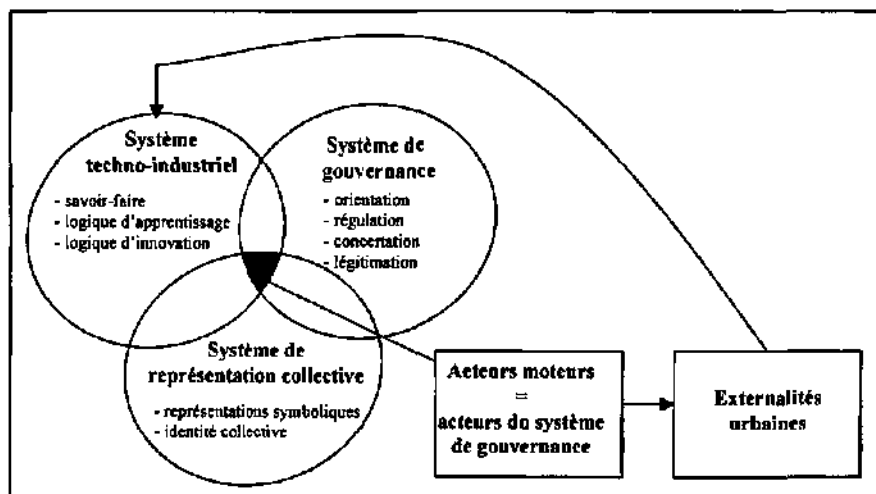 Système
techno-industriel
- savoir-faire
- logique d'apprentissage
- logique d'innovation
Système de
gouvernance
- orientation
- régulation
- concertation
- légitimation
Système de
représentation collective
- représentations symboliques
- identité collective
Acteurs moteurs
=
acteurs du système
de gouvernance
Externalités
urbaines